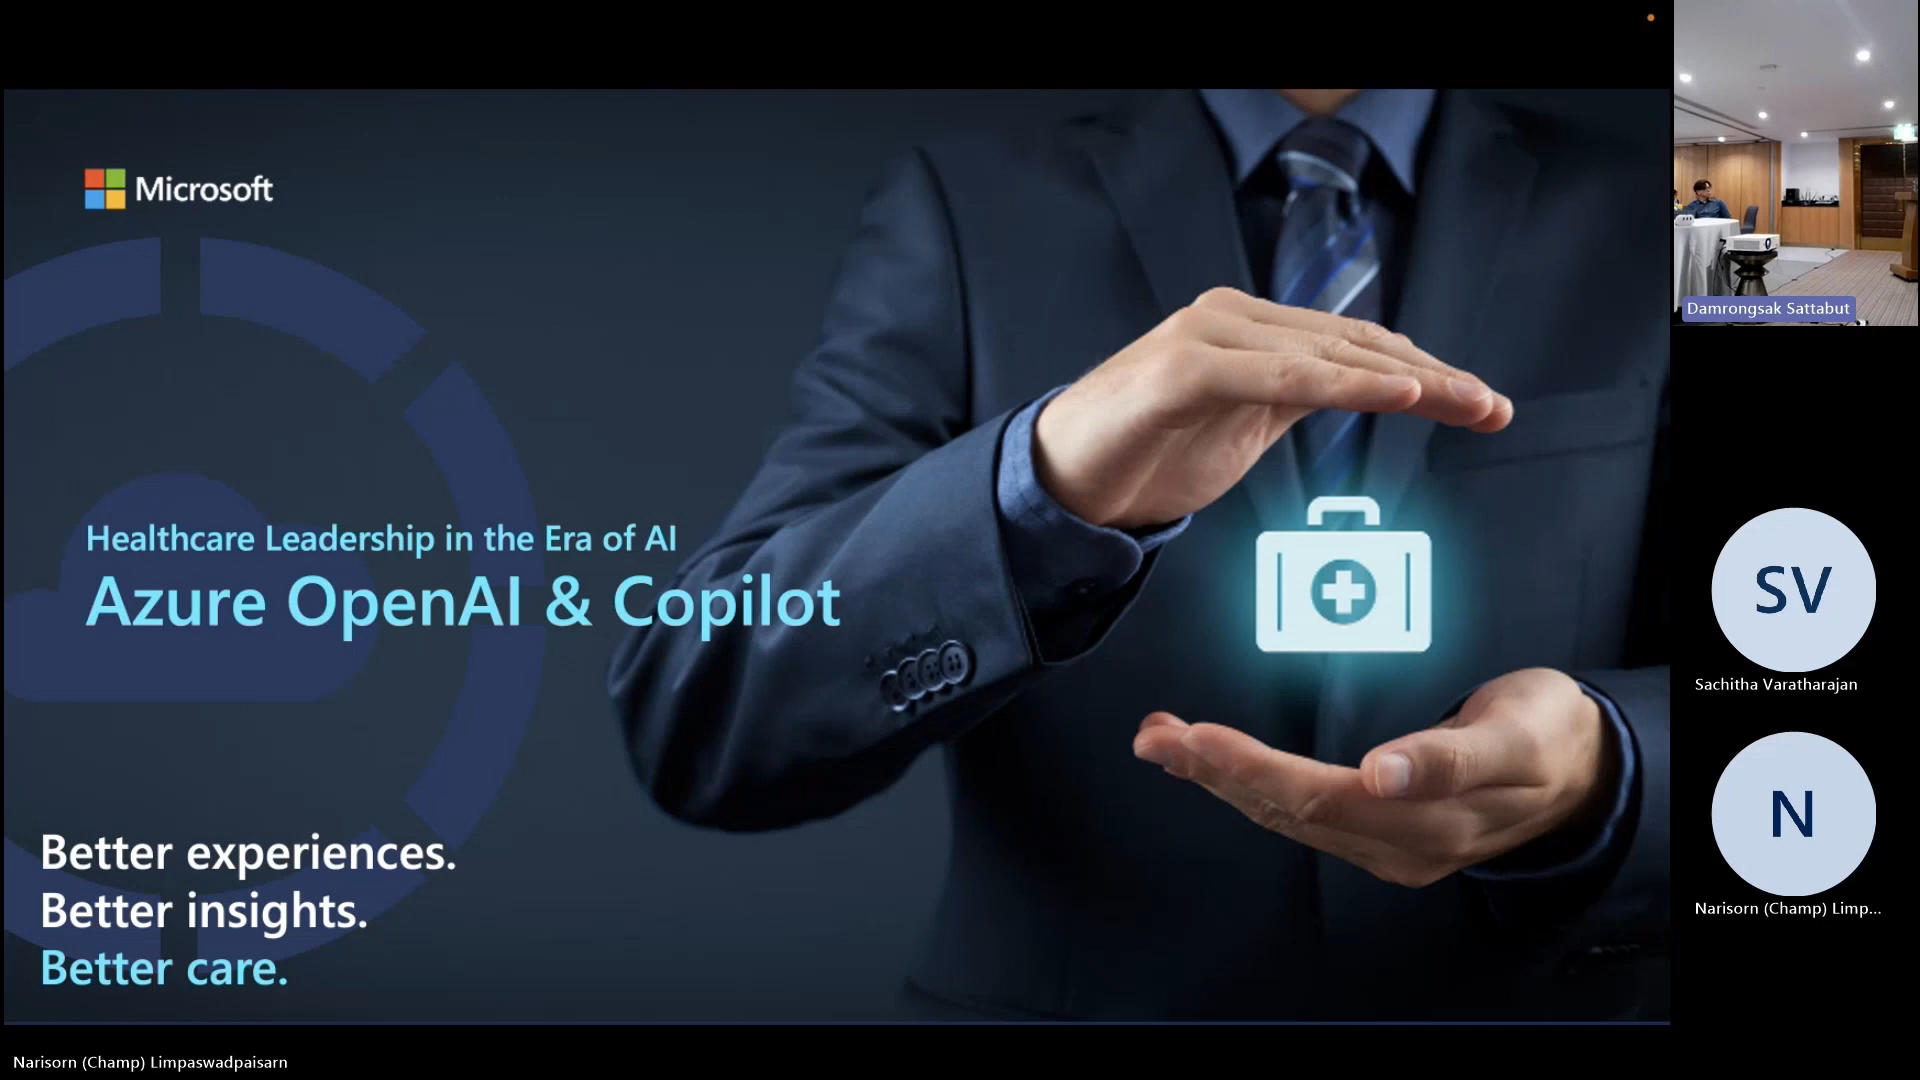 Microsoft
Healthcare Leadership in the Era of AI
Azure OpenAI & Copilot
Better experiences.
Better insights.
Better care.
Damrongsak Sattabut
SV
Sachitha Varatharajan
N
Narisorn (Champ) Limp...
Narisorn (Champ) Limpaswadpaisarn